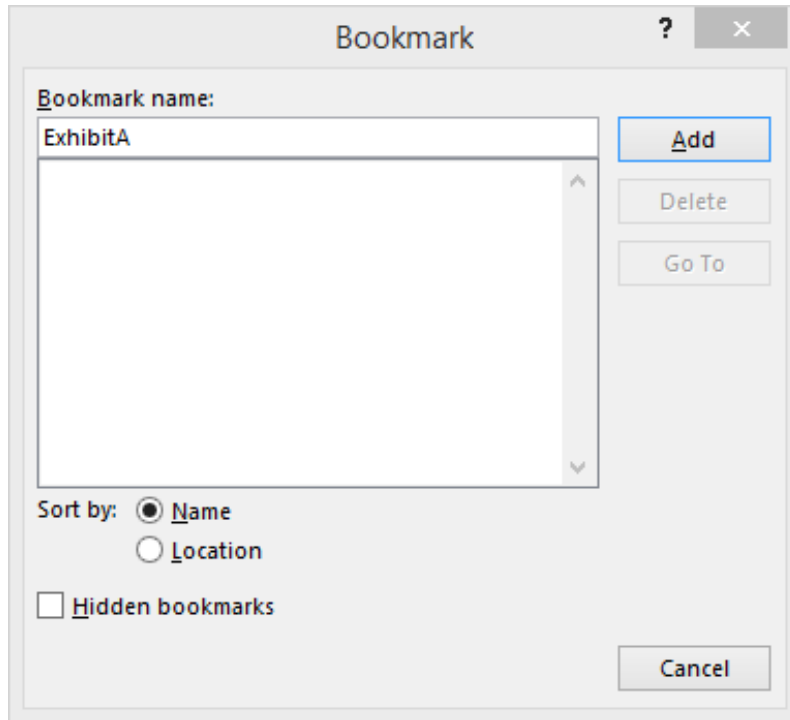 Bookmark ?
Bookmark name:
ExhibitA
Add
Delete
Go To
Sort by: Name
Location
Hidden bookmarks
Cancel